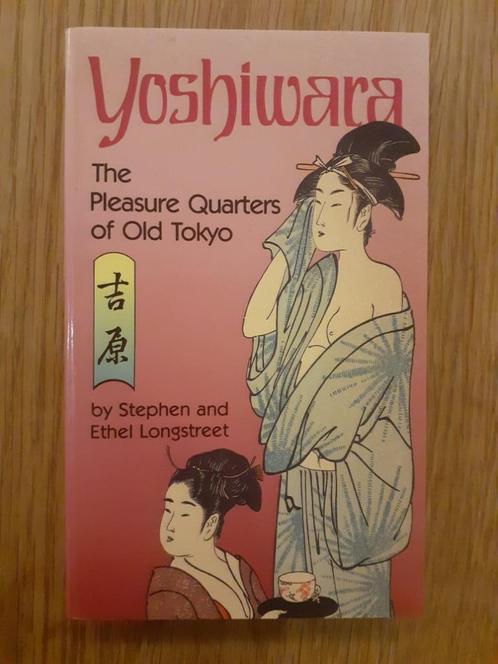 Yoshiwara
The
Pleasure Quarters
of Old Tokyo
吉原
by Stephen and
Ethel Longstreet